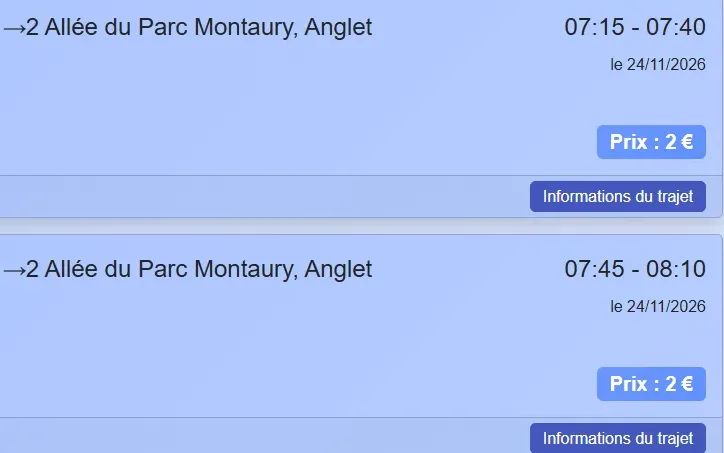 →2 Allée du Parc Montaury, Anglet 07:15 - 07:40
le 24/11/2026
Prix : 2 €
Informations du trajet
→2 Allée du Parc Montaury, Anglet 07:45 - 08:10
le 24/11/2026
Prix : 2 €
Informations du trajet